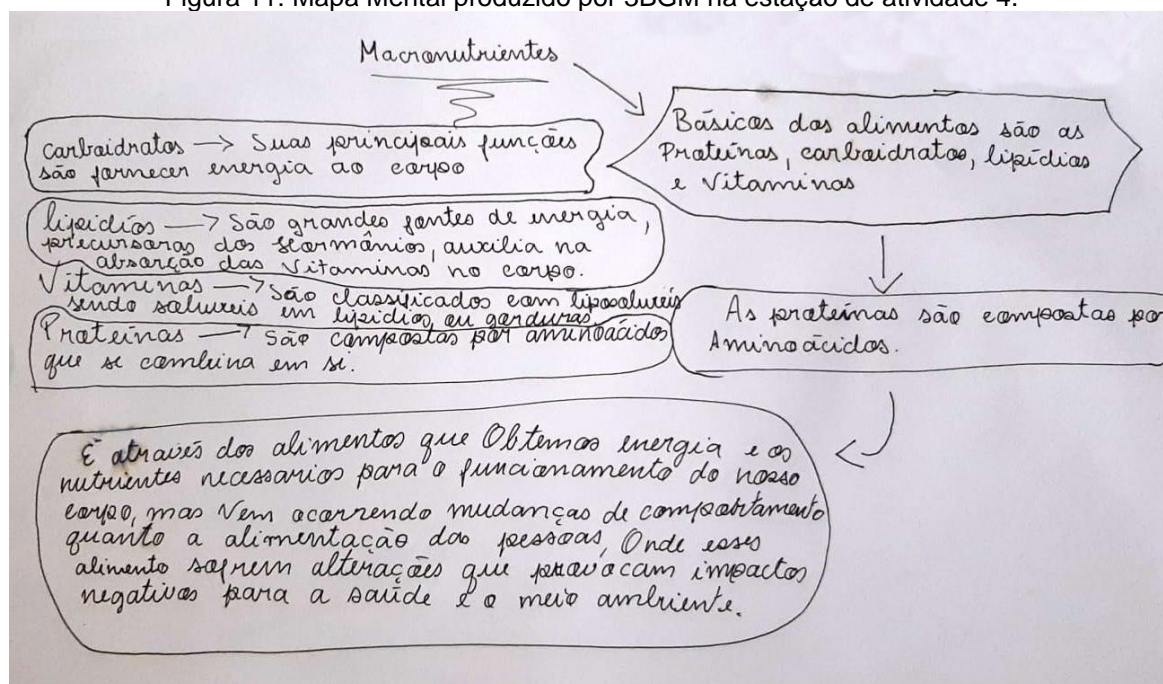 Figura 11: Mapa Mental produzido por 5BGM na estação de atividade 4.
Macronutrientes
Básicos dos alimentos são as
Proteínas, carboidratos, lipídios
e Vitaminas
Carboidratos → Suas principais funções
são fornecer energia ao corpo
lipídios → São grandes fontes de energia,
precursoras dos Hormônios, auxilia na
absorção das Vitaminas no corpo.
Vitaminas → São classificados com liposoluveis
sendo soluveis em lipidios ou gorduras
Proteínas → São compostas por aminoácidos
que se combina em si.
As proteínas são compostas por
Aminoácidos.
É através dos alimentos que Obtemos energia e os
nutrientes necessarios para o funcionamento do nosso
corpo, mas Vem ocorrendo mudanças de comportamento
quanto a alimentação das pessoas, Onde esses
alimento sofrem alterações que provocam impactos
negativos para a saúde e o meio ambiente.